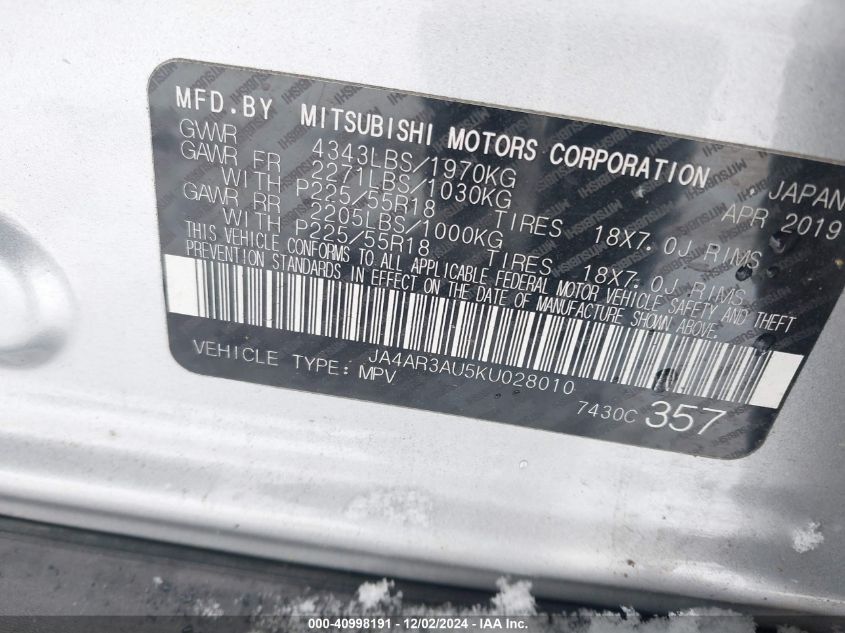 MFD.BY MITSUBISHI MOTORS CORPORATION JAPAN
GVWR 4343LBS/1970KG APR 2019
GAWR FR 2271LBS/1030KG
WITH P225/55R18 TIRES 18X7.0J RIMS
GAWR RR 2205LBS/1000KG
WITH P225/55R18 TIRES 18X7.0J RIMS
THIS VEHICLE CONFORMS TO ALL APPLICABLE FEDERAL MOTOR VEHICLE SAFETY AND THEFT
PREVENTION STANDARDS IN EFFECT ON THE DATE OF MANUFACTURE SHOWN ABOVE.
JA4AR3AU5KU028010
VEHICLE TYPE: MPV
7430C 357
000-40998191 - 12/02/2024 -